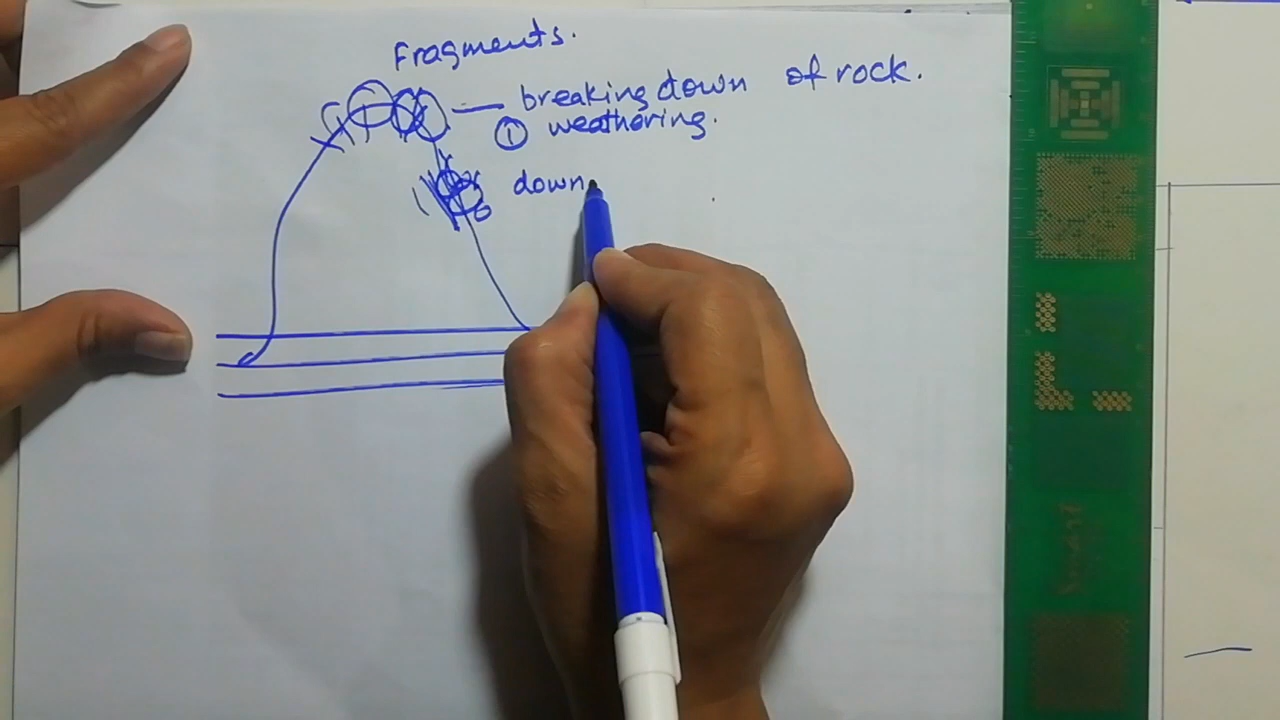 Fragments.
breaking down of rock.
① weathering.
down